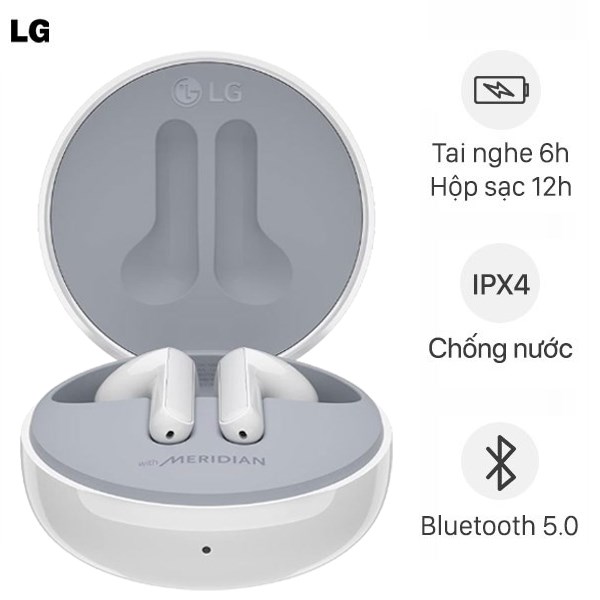 LG
LG
with MERIDIAN
Tai nghe 6h
Hộp sạc 12h
IPX4
Chống nước
Bluetooth 5.0